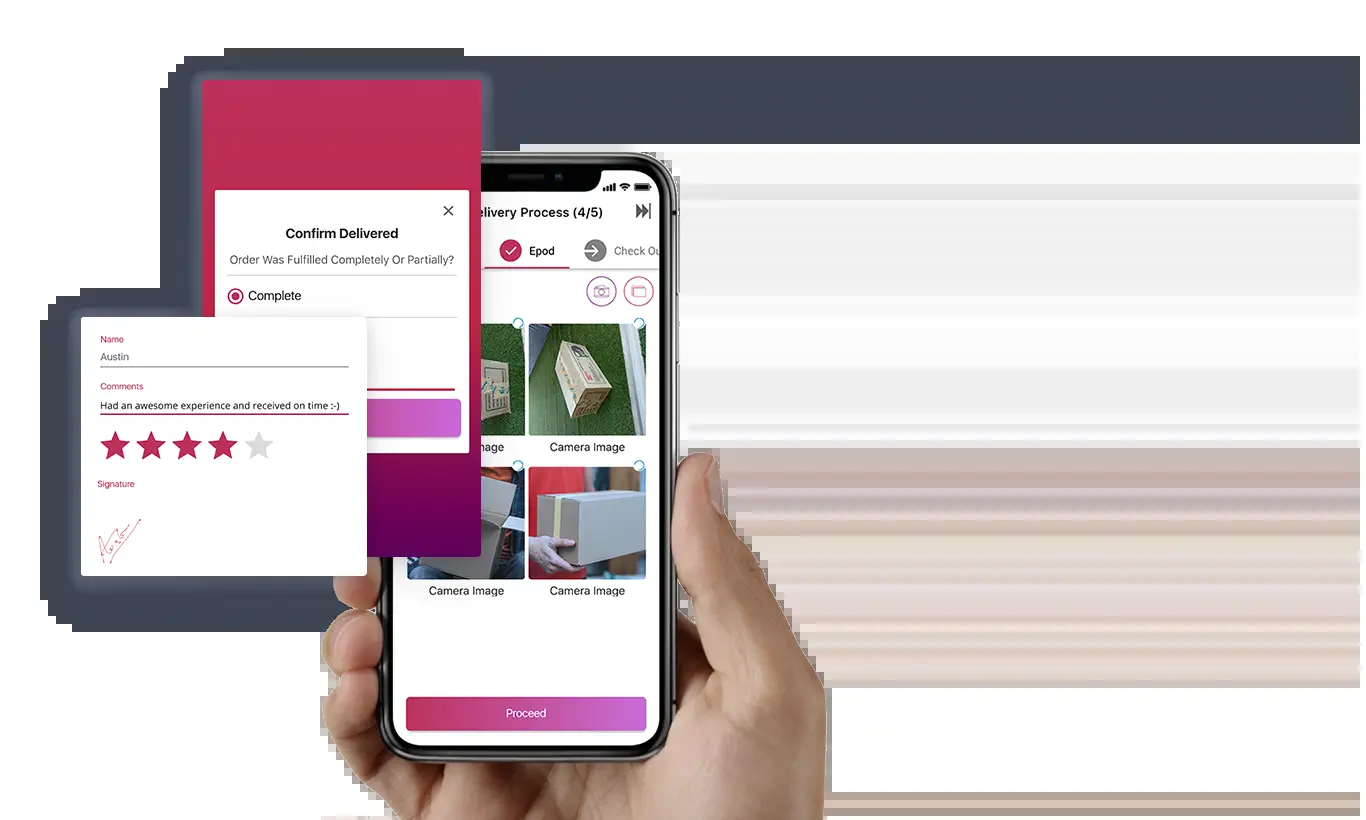 Confirm Delivered
Order Was Fulfilled Completely Or Partially?
Complete
Name
Austin
Comments
Had an awesome experience and received on time :-)
Signature
elivery Process (4/5)
Epod
Check Ou
mage
Camera Image
Camera Image
Camera Image
Proceed